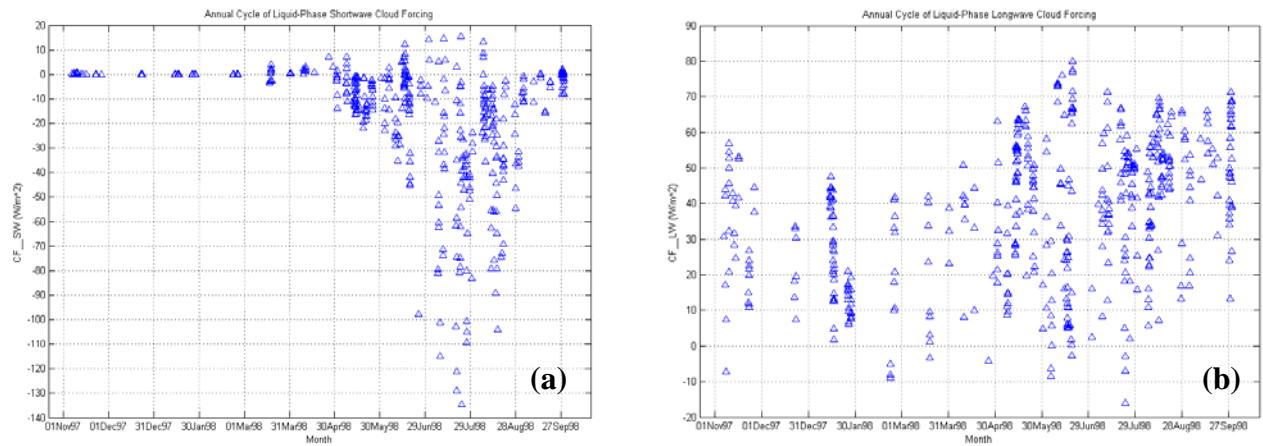 Annual Cycle of Liquid-Phase Shortwave Cloud Forcing
CF__SW (W/m^2)
20
10
0
-10
-20
-30
-40
-50
-60
-70
-80
-90
-100
-110
-120
-130
-140
(a)
01Nov97 01Dec97 31Dec97 30Jan98 01Mar98 31Mar98 30Apr98 30May98 29Jun98 29Jul98 28Aug98 27Sep98
Month
Annual Cycle of Liquid-Phase Longwave Cloud Forcing
CF__LW (W/m^2)
90
80
70
60
50
40
30
20
10
0
-10
-20
(b)
01Nov97 01Dec97 31Dec97 30Jan98 01Mar98 31Mar98 30Apr98 30May98 29Jun98 29Jul98 28Aug98 27Sep98
Month